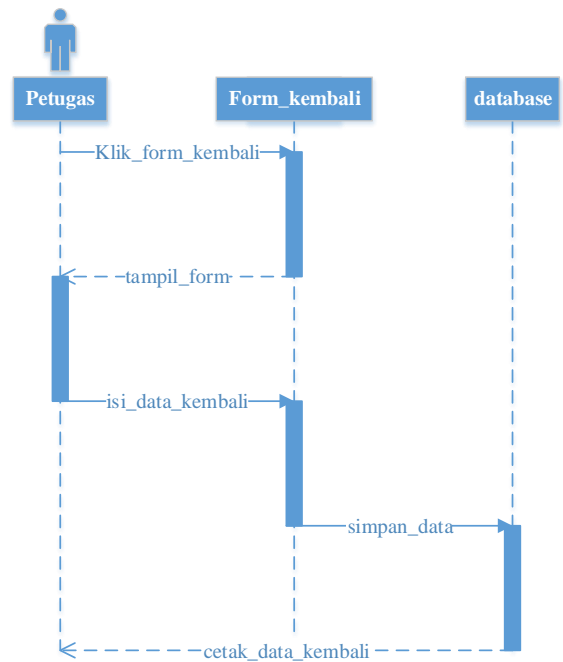 Petugas
Form_kembali
database
Klik_form_kembali
tampil_form
isi_data_kembali
simpan_data
cetak_data_kembali